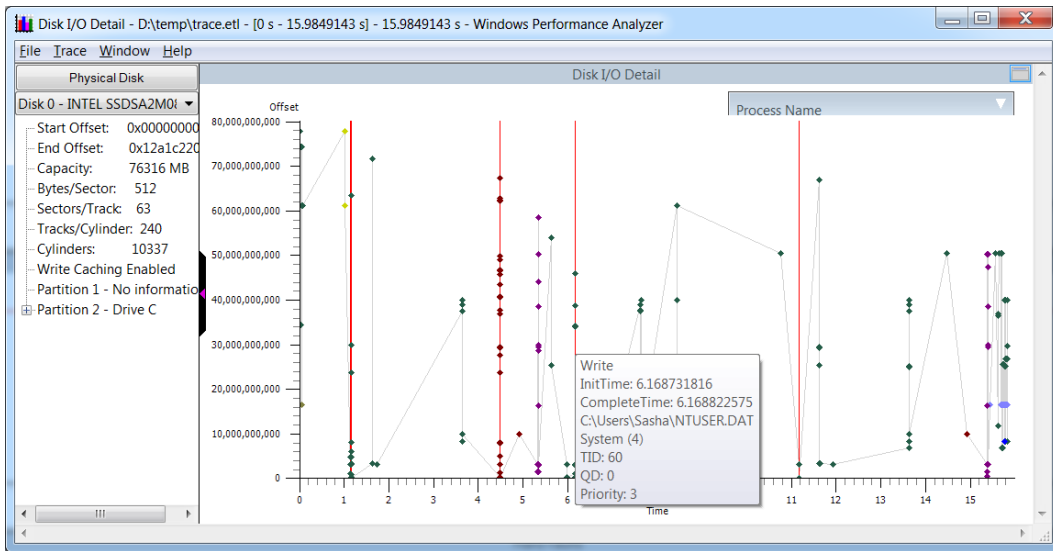 Disk I/O Detail - D:\temp\trace.etl - [0 s - 15.9849143 s] - 15.9849143 s - Windows Performance Analyzer
File Trace Window Help
Physical Disk
Disk 0 - INTEL SSDSA2M08
Start Offset: 0x00000000
End Offset: 0x12a1c220
Capacity: 76316 MB
Bytes/Sector: 512
Sectors/Track: 63
Tracks/Cylinder: 240
Cylinders: 10337
Write Caching Enabled
Partition 1 - No informatio
Partition 2 - Drive C
Disk I/O Detail
Process Name
Offset
80,000,000,000
70,000,000,000
60,000,000,000
50,000,000,000
40,000,000,000
30,000,000,000
20,000,000,000
10,000,000,000
0
0 1 2 3 4 5 6 11 12 13 14 15
Time
Write
InitTime: 6.168731816
CompleteTime: 6.168822575
C:\Users\Sasha\NTUSER.DAT
System (4)
TID: 60
QD: 0
Priority: 3